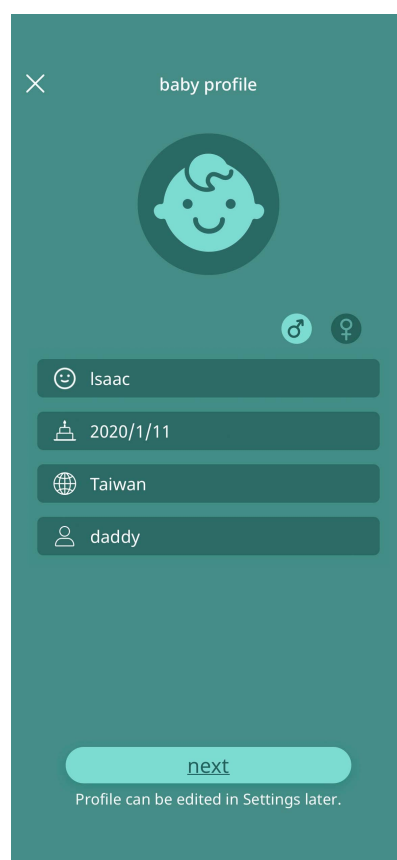 baby profile
Isaac
2020/1/11
Taiwan
daddy
next
Profile can be edited in Settings later.